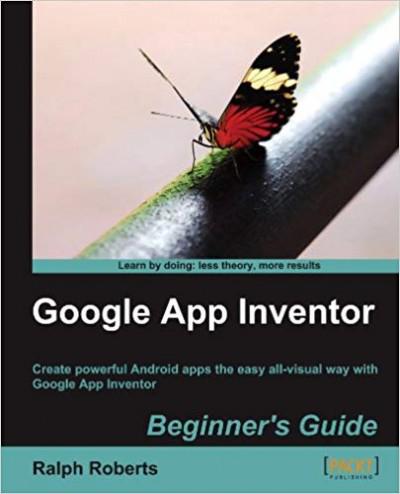 Learn by doing: less theory, more results
Google App Inventor
Create powerful Android apps the easy all-visual way with
Google App Inventor
Beginner's Guide
Ralph Roberts
[PACKT]
PUBLISHING